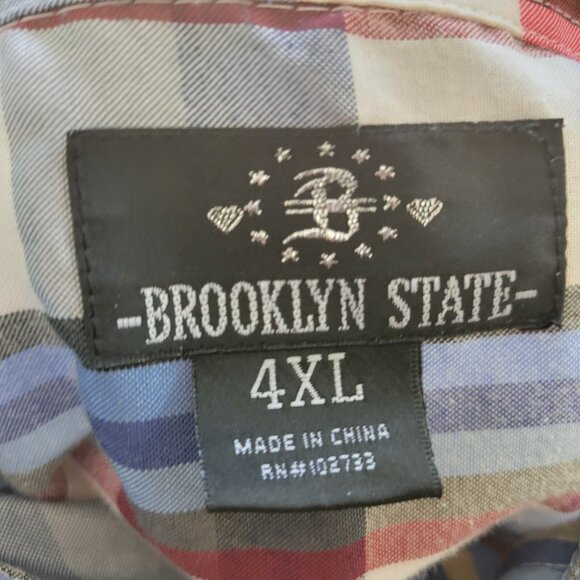 B
-BROOKLYN STATE-
4XL
MADE IN CHINA
RN#102733